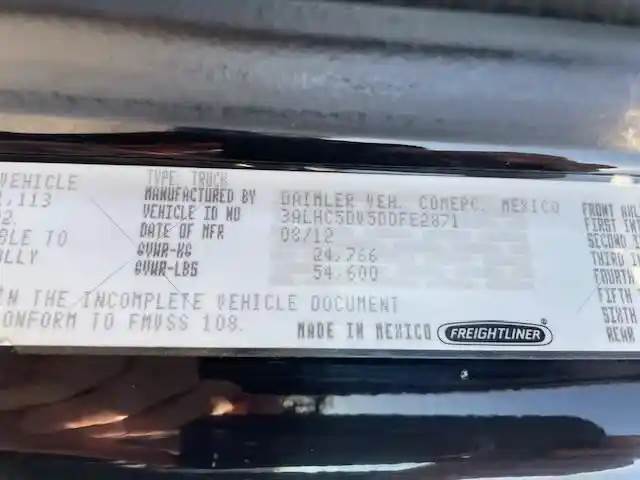 TYPE TRUCK
VEHICLE
MANUFACTURED BY DAIMLER VEH. COMERC. MEXICO
,113
VEHICLE ID NO 3ALHC5DV5DDFE2871
2.
DATE OF MFR 08/12
BLE TO
GVWR-KG 24,766
LLY
GVWR-LBS 54,600
IN THE INCOMPLETE VEHICLE DOCUMENT
ONFORM TO FMVSS 108.
MADE IN MEXICO FREIGHTLINER
FRONT
FIRST
SECOND
THIRD
FOURTH
FIFTH
SIXTH
REAR